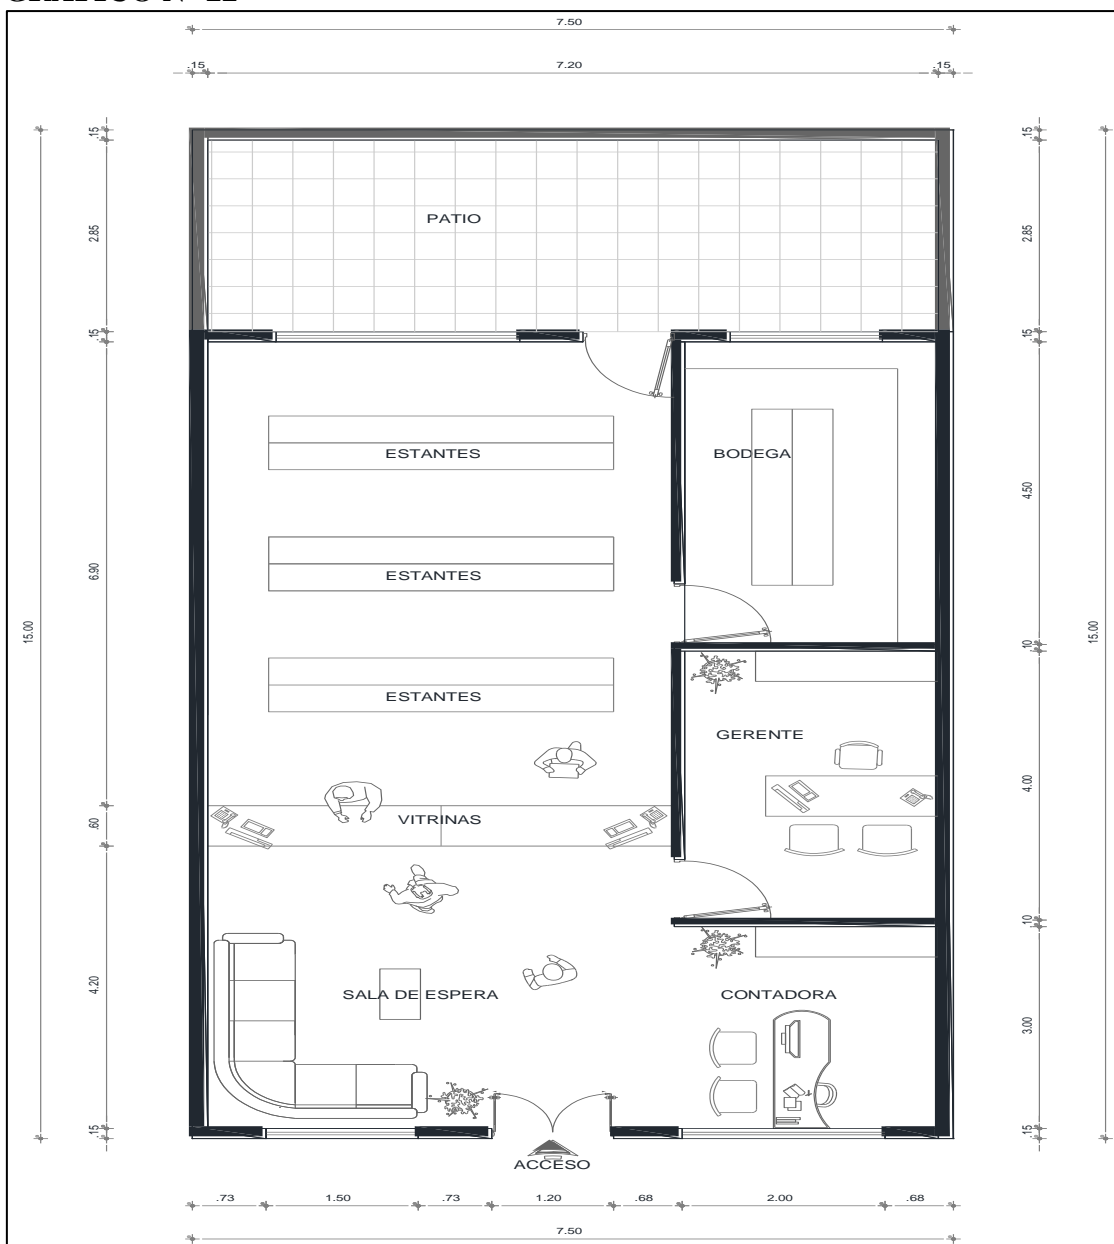 7.50
.15 7.20 .15
.15 .15
PATIO
2.85 2.85
.15 .15
ESTANTES BODEGA
4.50
6.90
ESTANTES
15.00 15.00
.10
ESTANTES
GERENTE
4.00
VITRINAS
.60
.10
4.20
SALA DE ESPERA CONTADORA
3.00
.15 .15
ACCESO
.73 1.50 .73 1.20 .68 2.00 .68
7.50